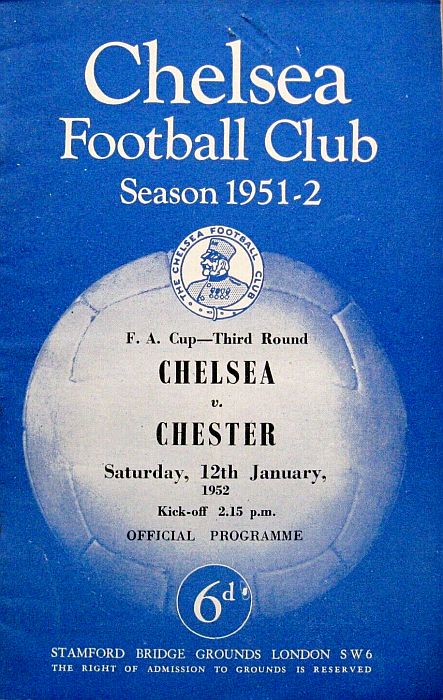 Chelsea
Football Club
Season 1951-2
THE CHELSEA FOOTBALL CLUB
F. A. Cup—Third Round
CHELSEA
v.
CHESTER
Saturday, 12th January,
1952
Kick-off 2.15 p.m.
OFFICIAL PROGRAMME
6d
STAMFORD BRIDGE GROUNDS LONDON SW6
THE RIGHT OF ADMISSION TO GROUNDS IS RESERVED